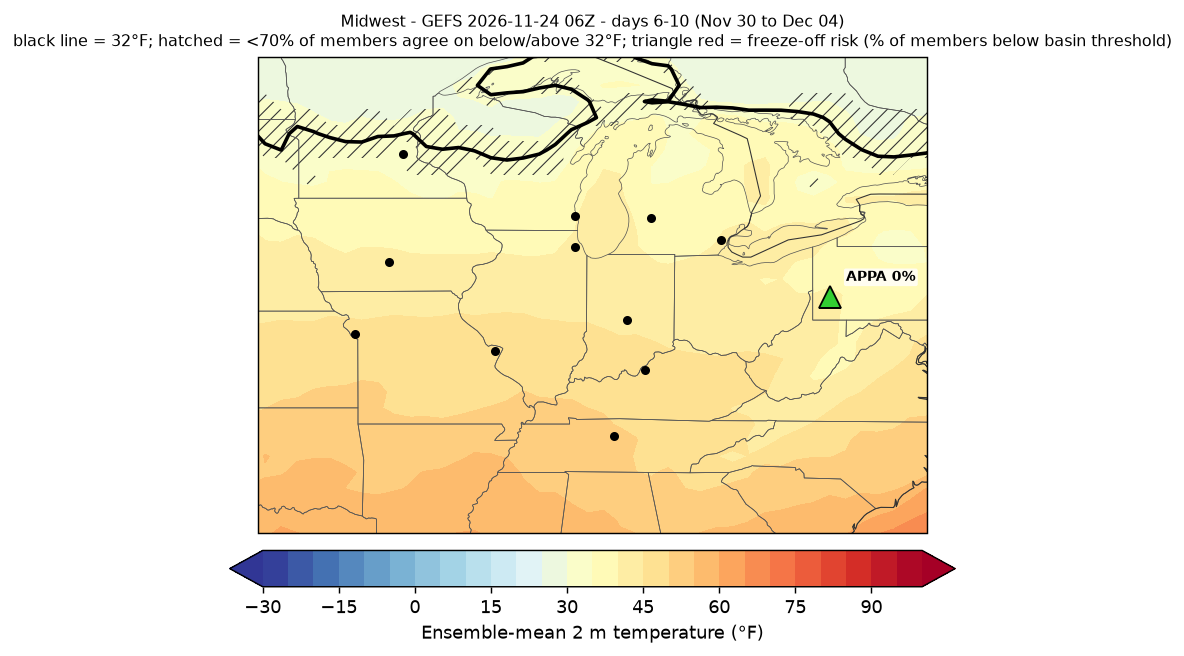 Midwest - GEFS 2026-11-24 06Z - days 6-10 (Nov 30 to Dec 04)
black line = 32°F; hatched = <70% of members agree on below/above 32°F; triangle red = freeze-off risk (% of members below basin threshold)
APPA 0%
−30 −15 0 15 30 45 60 75 90
Ensemble-mean 2 m temperature (°F)